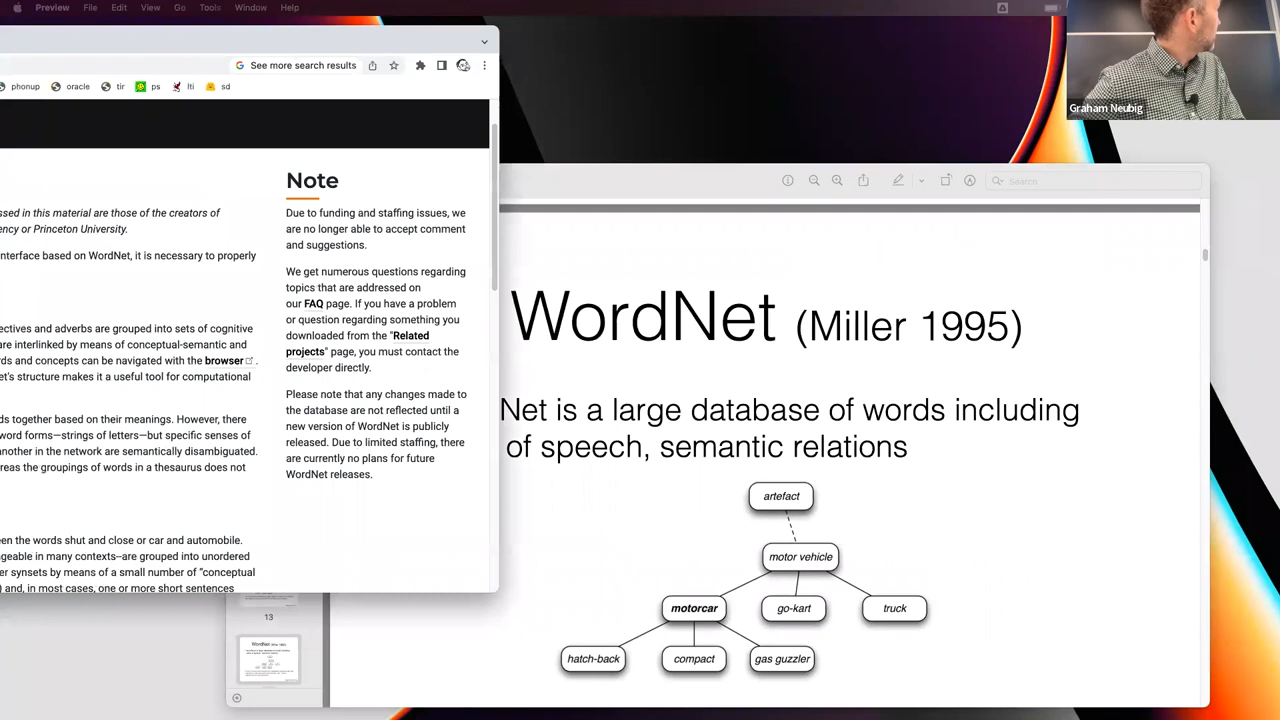 Preview File Edit View Go Tools Window Help
See more search results
phonup oracle tir ps lti sd
ssed in this material are those of the creators of
ency or Princeton University.
nterface based on WordNet, it is necessary to properly
ectives and adverbs are grouped into sets of cognitive
are interlinked by means of conceptual-semantic and
rds and concepts can be navigated with the browser .
et's structure makes it a useful tool for computational
ds together based on their meanings. However, there
word forms—strings of letters—but specific senses of
nother in the network are semantically disambiguated.
reas the groupings of words in a thesaurus does not
en the words shut and close or car and automobile.
geable in many contexts—are grouped into unordered
er synsets by means of a small number of "conceptual
) and, in most cases, one or more short sentences
Note
Due to funding and staffing issues, we
are no longer able to accept comment
and suggestions.
We get numerous questions regarding
topics that are addressed on
our FAQ page. If you have a problem
or question regarding something you
downloaded from the "Related
projects" page, you must contact the
developer directly.
Please note that any changes made to
the database are not reflected until a
new version of WordNet is publicly
released. Due to limited staffing, there
are currently no plans for future
WordNet releases.
Graham Neubig
Search
WordNet (Miller 1995)
Net is a large database of words including
of speech, semantic relations
artefact
motor vehicle
motorcar go-kart truck
hatch-back compact gas guzzler
13